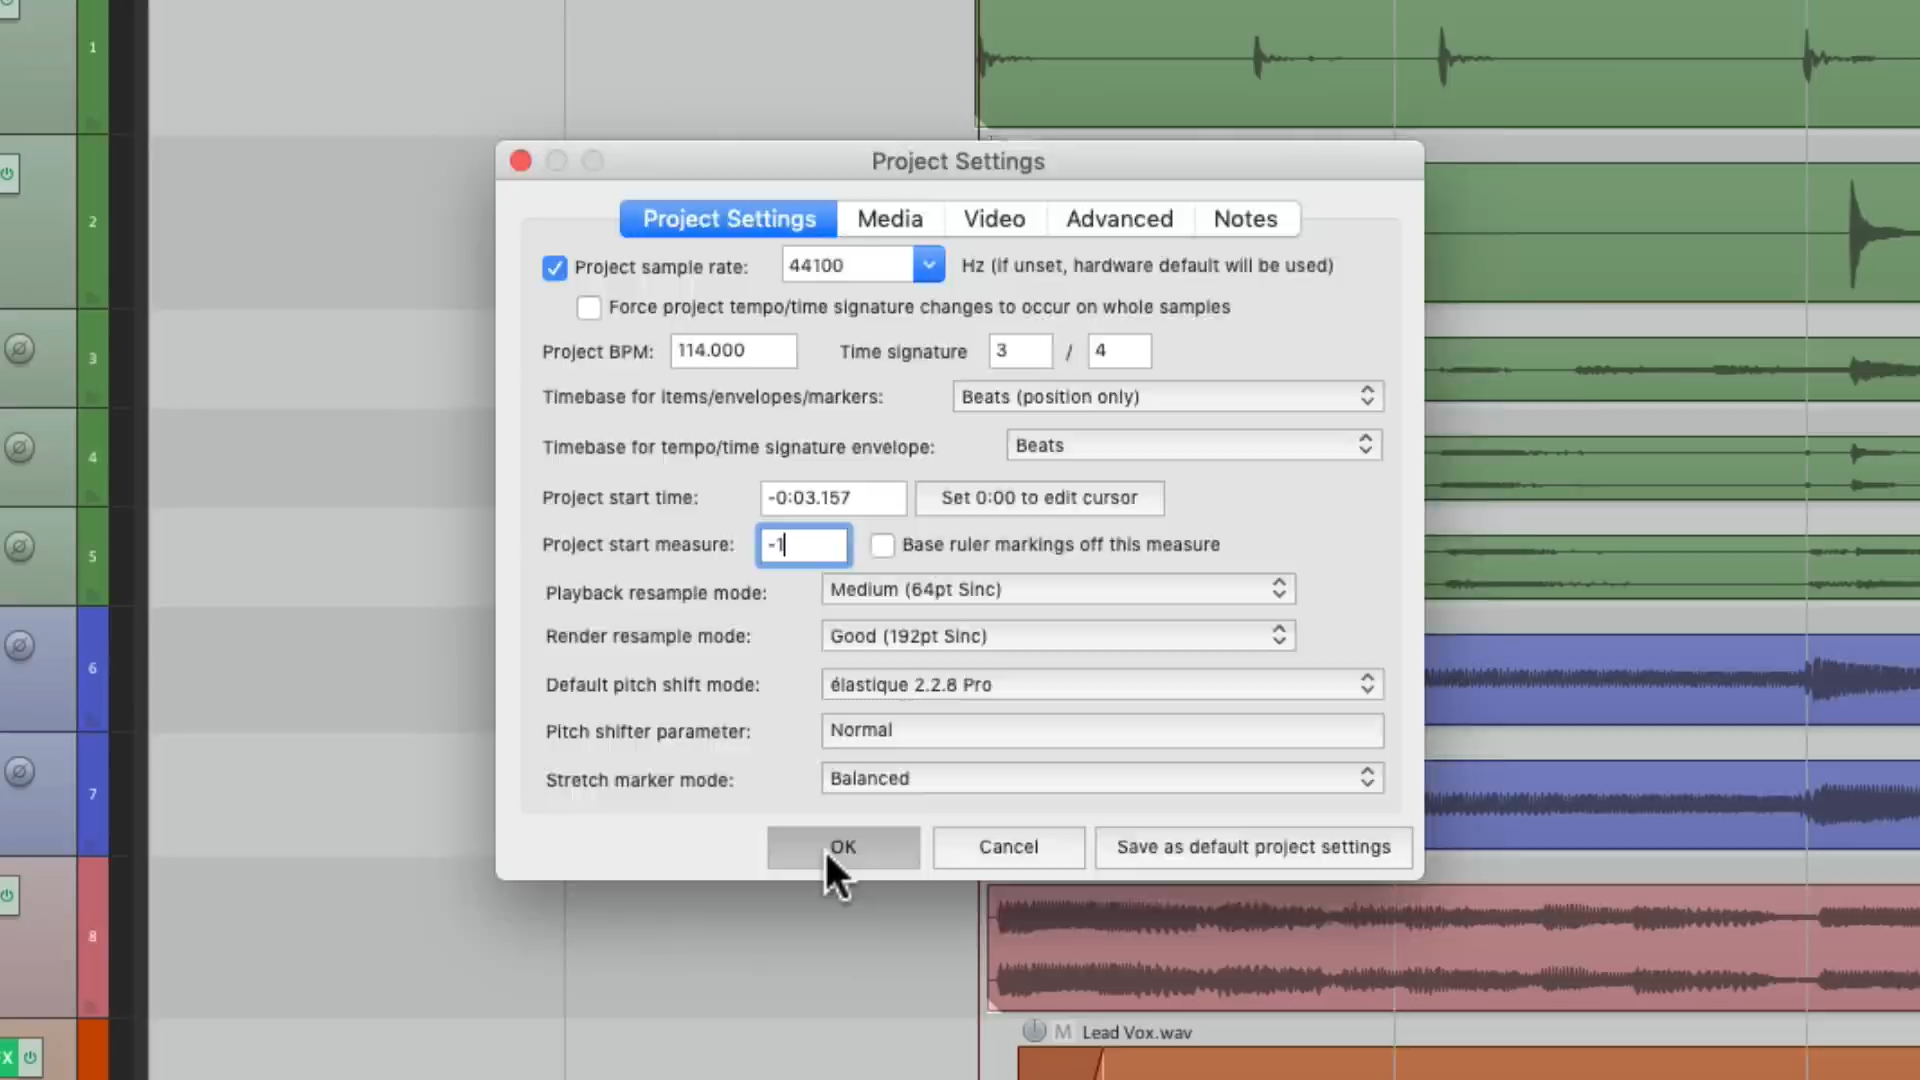 1
2
3
4
5
6
7
8
X
Project Settings
Project Settings Media Video Advanced Notes
Project sample rate: 44100 Hz (if unset, hardware default will be used)
Force project tempo/time signature changes to occur on whole samples
Project BPM: 114.000 Time signature 3 / 4
Timebase for items/envelopes/markers: Beats (position only)
Timebase for tempo/time signature envelope: Beats
Project start time: -0:03.157 Set 0:00 to edit cursor
Project start measure: -1 Base ruler markings off this measure
Playback resample mode: Medium (64pt Sinc)
Render resample mode: Good (192pt Sinc)
Default pitch shift mode: élastique 2.2.8 Pro
Pitch shifter parameter: Normal
Stretch marker mode: Balanced
OK Cancel Save as default project settings
M Lead Vox.wav